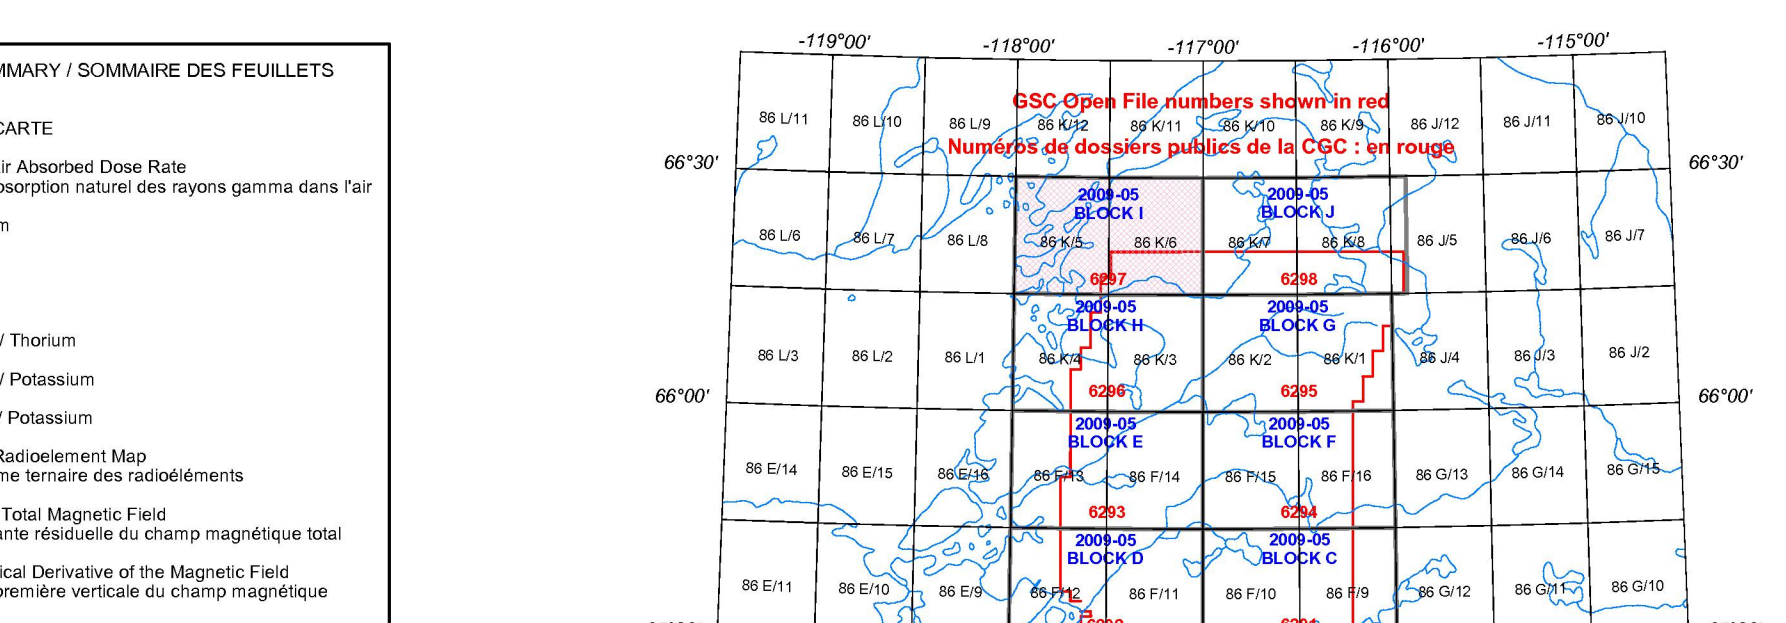 MMARY / SOMMAIRE DES FEUILLETS
CARTE
ir Absorbed Dose Rate
bsorption naturel des rayons gamma dans l'air
m
/ Thorium
/ Potassium
/ Potassium
Radioelement Map
me ternaire des radioéléments
Total Magnetic Field
ante résiduelle du champ magnétique total
ical Derivative of the Magnetic Field
première verticale du champ magnétique
-119°00' -118°00' -117°00' -116°00' -115°00'
GSC Open File numbers shown in red
86 L/11 86 L/10 86 L/9 86 K/12 86 K/11 86 K/10 86 K/9 86 J/12 86 J/11 86 J/10
Numéros de dossiers publics de la CGC : en rouge
66°30' 66°30'
2009-05 2009-05
BLOCK I BLOCK J
86 L/6 86 L/7 86 L/8 86 K/5 86 K/6 86 K/7 86 K/8 86 J/5 86 J/6 86 J/7
6297 6298
2009-05 2009-05
BLOCK H BLOCK G
86 L/3 86 L/2 86 L/1 86 K/4 86 K/3 86 K/2 86 K/1 86 J/4 86 J/3 86 J/2
6296 6295
66°00' 66°00'
2009-05 2009-05
BLOCK E BLOCK F
86 E/14 86 E/15 86 E/16 86 F/13 86 F/14 86 F/15 86 F/16 86 G/13 86 G/14 86 G/15
6293 6294
2009-05 2009-05
BLOCK D BLOCK C
86 E/11 86 E/10 86 E/9 86 F/12 86 F/11 86 F/10 86 F/9 86 G/12 86 G/11 86 G/10